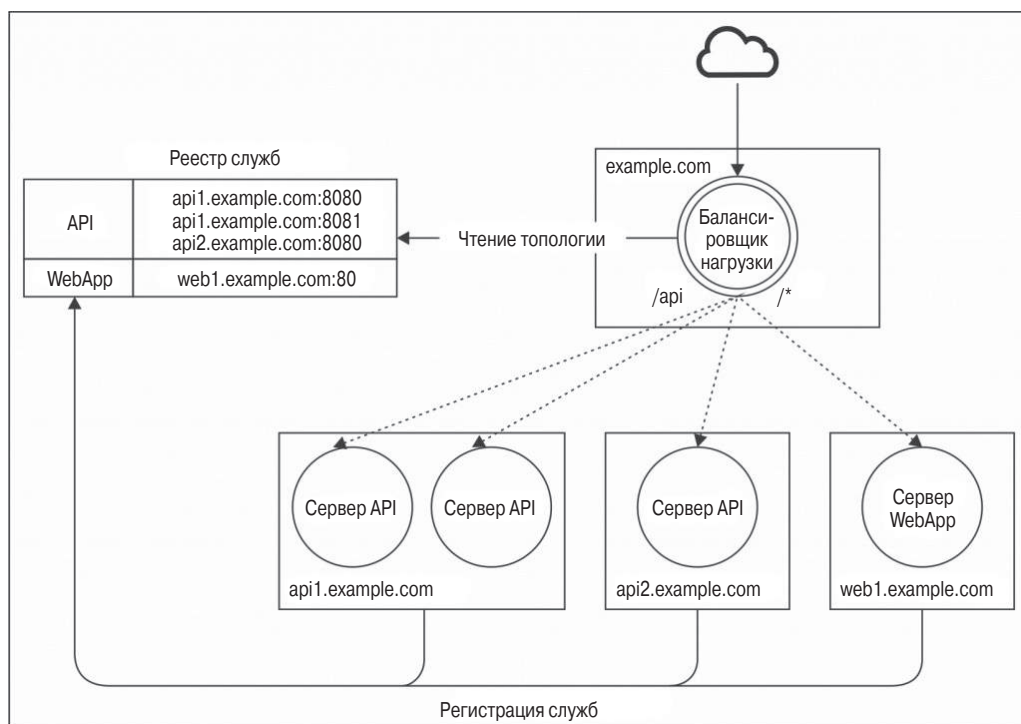 example.com
Баланси-
ровщик
нагрузки
/api
/*
Чтение топологии
Реестр служб
API
api1.example.com:8080
api1.example.com:8081
api2.example.com:8080
WebApp
web1.example.com:80
Сервер API
Сервер API
api1.example.com
Сервер API
api2.example.com
Сервер
WebApp
web1.example.com
Регистрация служб